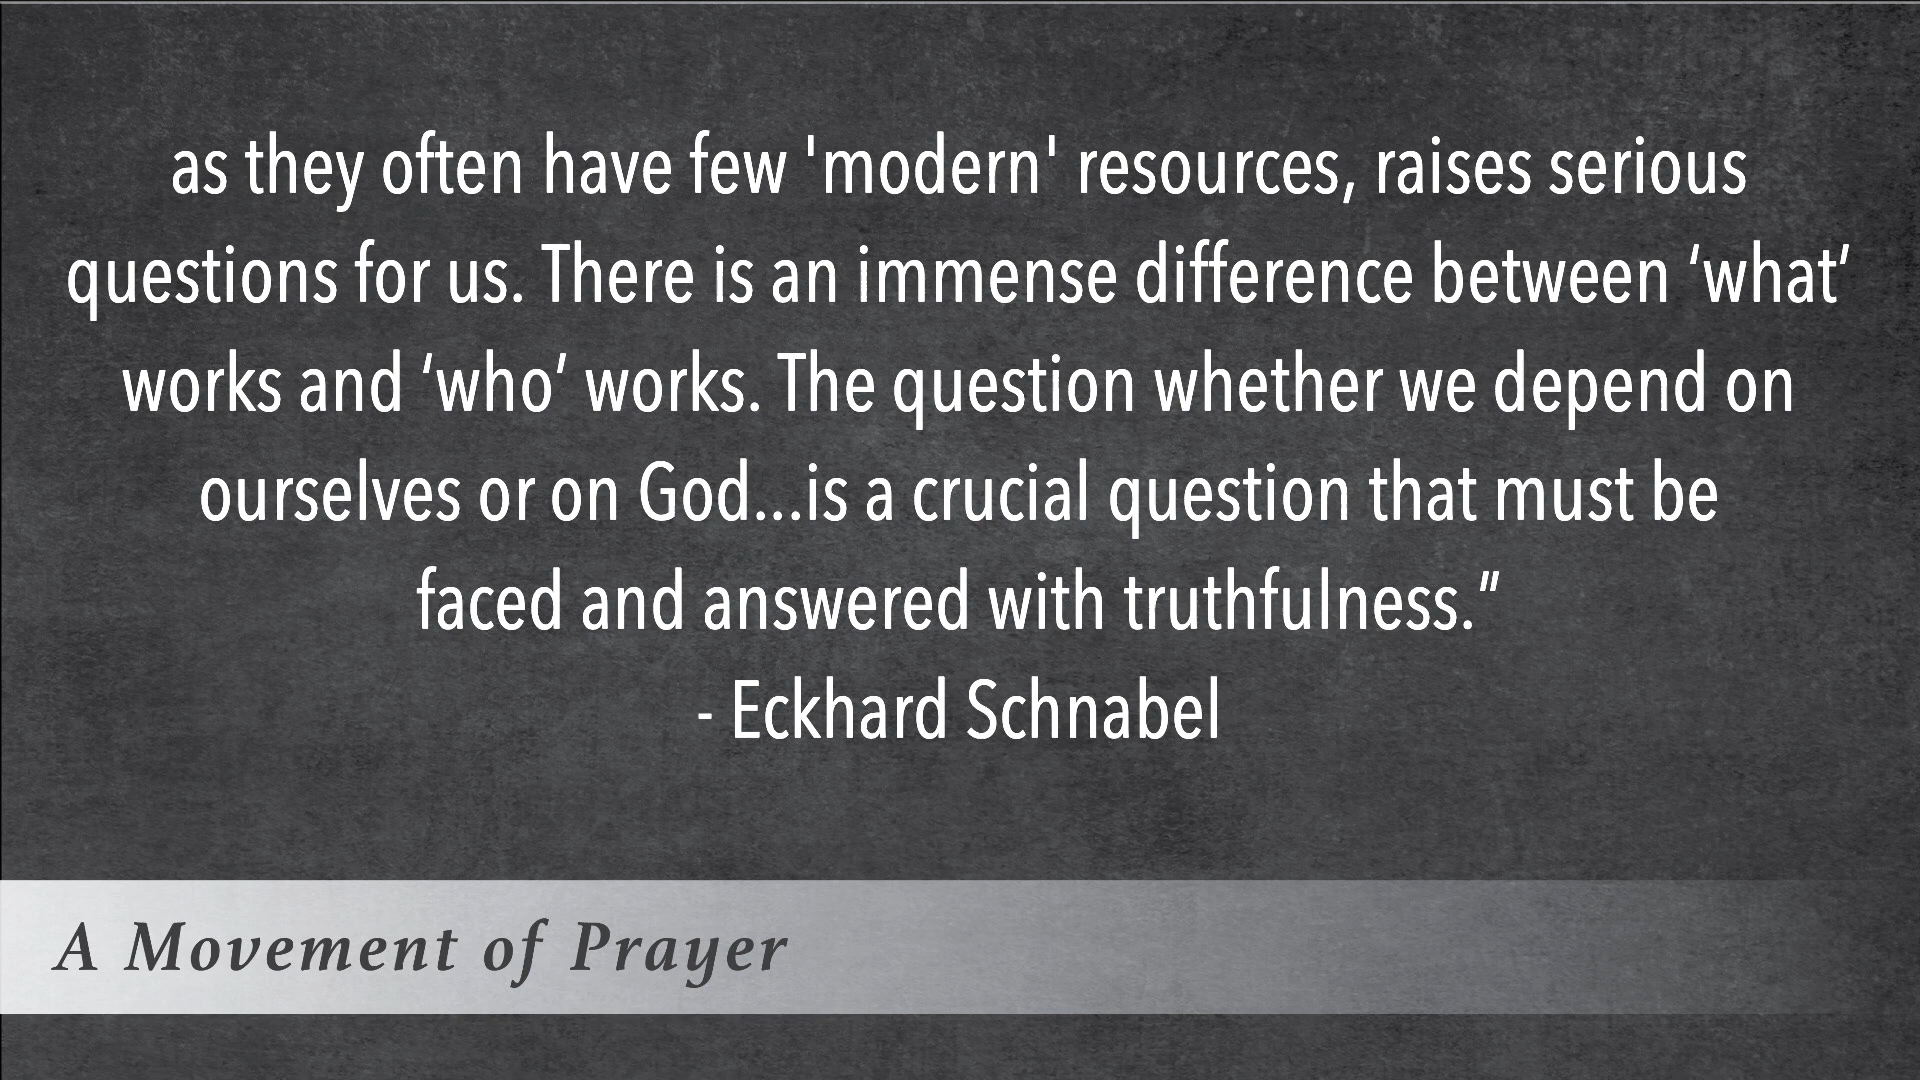 as they often have few 'modern' resources, raises serious
questions for us. There is an immense difference between ‘what’
works and ‘who’ works. The question whether we depend on
ourselves or on God...is a crucial question that must be
faced and answered with truthfulness.”
- Eckhard Schnabel
A Movement of Prayer